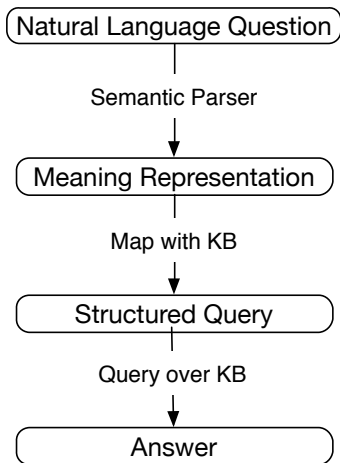 Natural Language Question
Semantic Parser
Meaning Representation
Map with KB
Structured Query
Query over KB
Answer